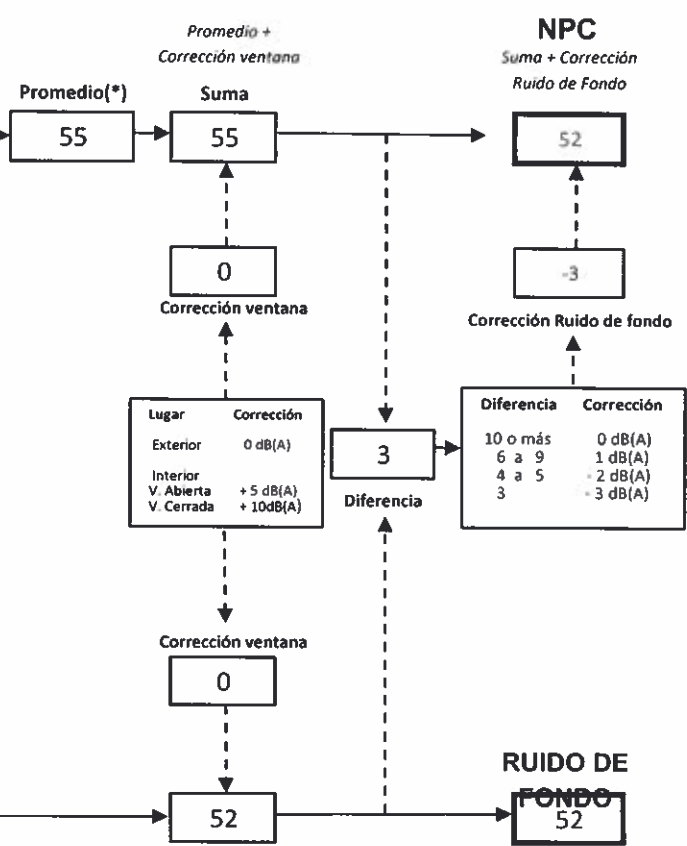 Promedio +
Corrección ventana
NPC
Suma + Corrección
Ruido de Fondo
Promedio(*)
Suma
55
55
52
0
-3
Corrección ventana
Corrección Ruido de fondo
Lugar Corrección
Exterior 0 dB(A)
Interior
V. Abierta + 5 dB(A)
V. Cerrada + 10dB(A)
3
Diferencia
Diferencia Corrección
10 o más 0 dB(A)
6 a 9 1 dB(A)
4 a 5 - 2 dB(A)
3 - 3 dB(A)
Corrección ventana
0
RUIDO DE
FONDO
52
52